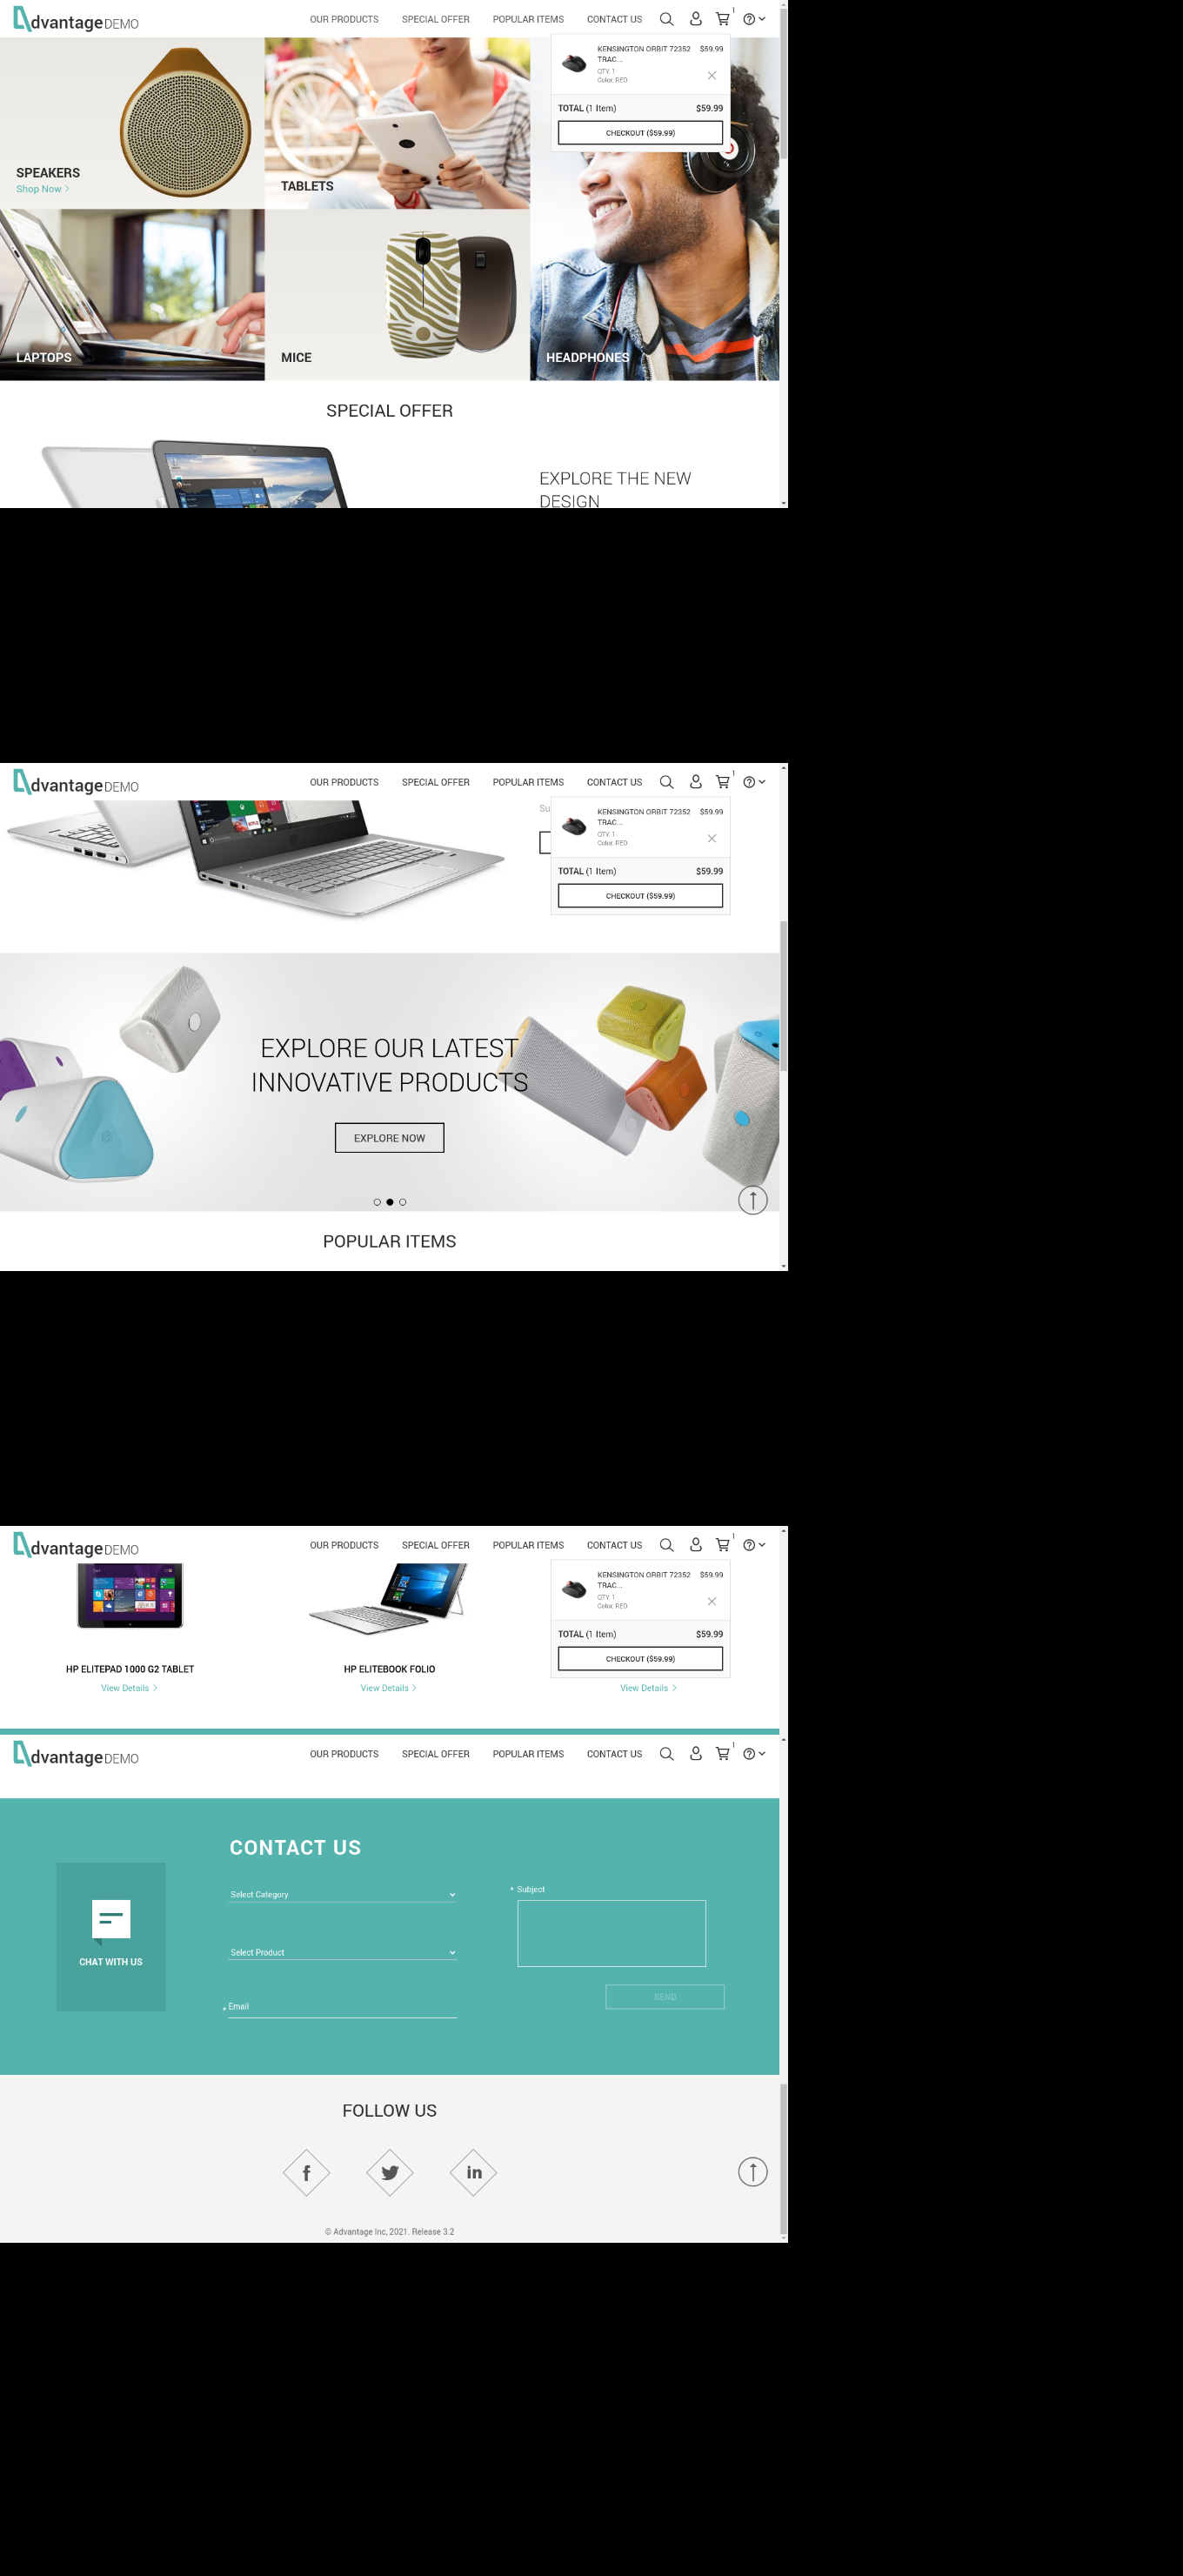 dvantage DEMO
OUR PRODUCTS SPECIAL OFFER POPULAR ITEMS CONTACT US 1
KENSINGTON ORBIT 72352 $59.99
TRAC...
QTY: 1
Color: RED
TOTAL (1 Item) $59.99
CHECKOUT ($59.99)
SPEAKERS
Shop Now
TABLETS
LAPTOPS
MICE
HEADPHONES
SPECIAL OFFER
EXPLORE THE NEW
DESIGN
dvantage DEMO
OUR PRODUCTS SPECIAL OFFER POPULAR ITEMS CONTACT US 1
Su
KENSINGTON ORBIT 72352 $59.99
TRAC...
QTY: 1
Color: RED
TOTAL (1 Item) $59.99
CHECKOUT ($59.99)
EXPLORE OUR LATEST
INNOVATIVE PRODUCTS
EXPLORE NOW
POPULAR ITEMS
dvantage DEMO
OUR PRODUCTS SPECIAL OFFER POPULAR ITEMS CONTACT US 1
KENSINGTON ORBIT 72352 $59.99
TRAC...
QTY: 1
Color: RED
TOTAL (1 Item) $59.99
CHECKOUT ($59.99)
HP ELITEPAD 1000 G2 TABLET HP ELITEBOOK FOLIO
View Details View Details View Details
dvantage DEMO
OUR PRODUCTS SPECIAL OFFER POPULAR ITEMS CONTACT US 1
CONTACT US
CHAT WITH US
Select Category
Select Product
* Email
* Subject
SEND
FOLLOW US
f in
© Advantage Inc, 2021. Release 3.2